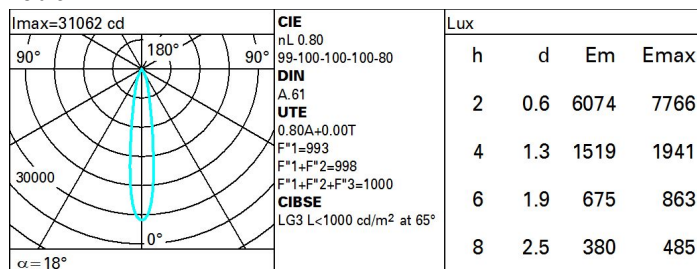 Imax=31062 cd
90°
180°
90°
30000
0°
α=18°
CIE
nL 0.80
99-100-100-100-80
DIN
A.61
UTE
0.80A+0.00T
F"1=993
F"1+F"2=998
F"1+F"2+F"3=1000
CIBSE
LG3 L<1000 cd/m² at 65°
Lux
h d Em Emax
2 0.6 6074 7766
4 1.3 1519 1941
6 1.9 675 863
8 2.5 380 485